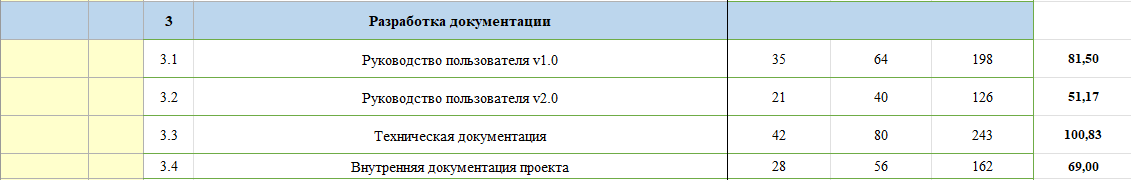 3 Разработка документации
3.1 Руководство пользователя v1.0 35 64 198 81,50
3.2 Руководство пользователя v2.0 21 40 126 51,17
3.3 Техническая документация 42 80 243 100,83
3.4 Внутренняя документация проекта 28 56 162 69,00